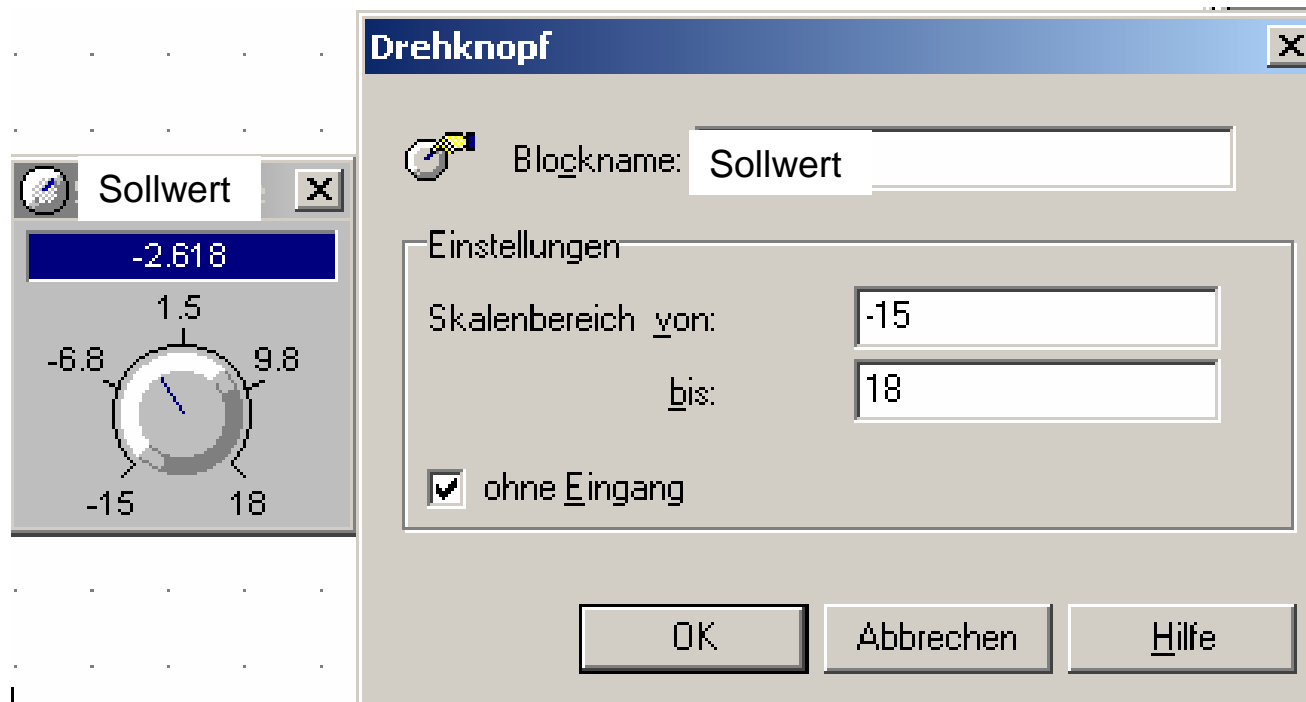 Sollwert
-2.618
1.5
-6.8 9.8
-15 18
Drehknopf
Blockname: Sollwert
Einstellungen
Skalenbereich von: -15
bis: 18
ohne Eingang
OK Abbrechen Hilfe